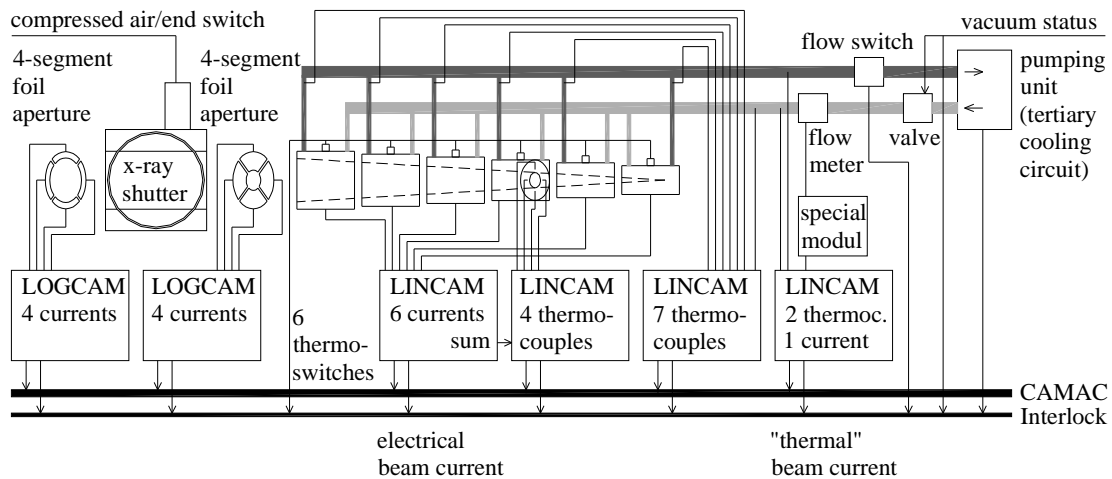 compressed air/end switch
4-segment
foil
aperture
4-segment
foil
aperture
x-ray
shutter
flow switch
vacuum status
pumping
unit
(tertiary
cooling
circuit)
flow
meter
valve
special
modul
LOGCAM
4 currents
LOGCAM
4 currents
6
thermo-
switches
LINCAM
6 currents
sum
LINCAM
4 thermo-
couples
LINCAM
7 thermo-
couples
LINCAM
2 thermoc.
1 current
CAMAC
Interlock
electrical
beam current
"thermal"
beam current